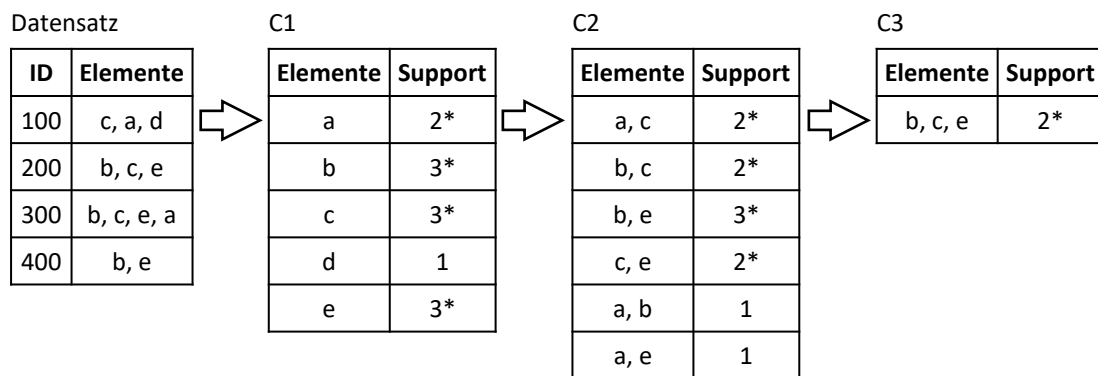 Datensatz C1 C2 C3
ID Elemente Elemente Support Elemente Support Elemente Support
100 c, a, d a 2* a, c 2* b, c, e 2*
200 b, c, e b 3* b, c 2*
300 b, c, e, a c 3* b, e 3*
400 b, e d 1 c, e 2*
e 3* a, b 1
a, e 1